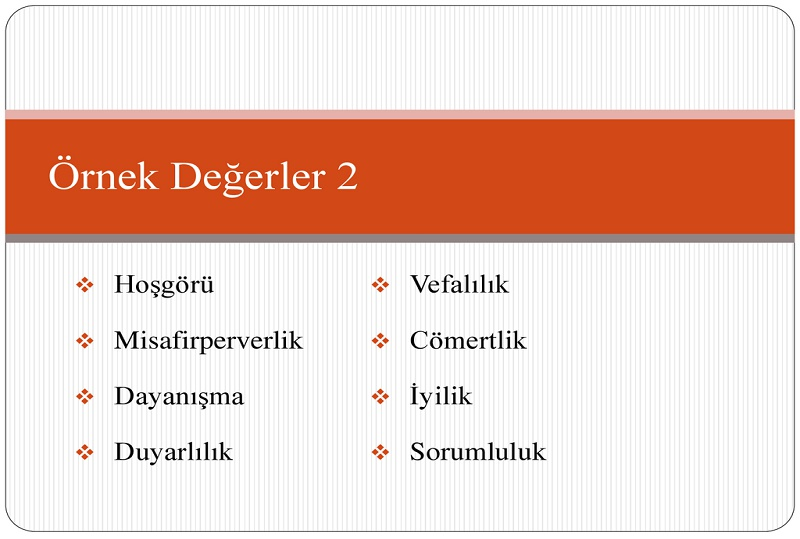 Örnek Değerler 2
Hoşgörü
Misafirperverlik
Dayanışma
Duyarlılık
Vefalılık
Cömertlik
İyilik
Sorumluluk